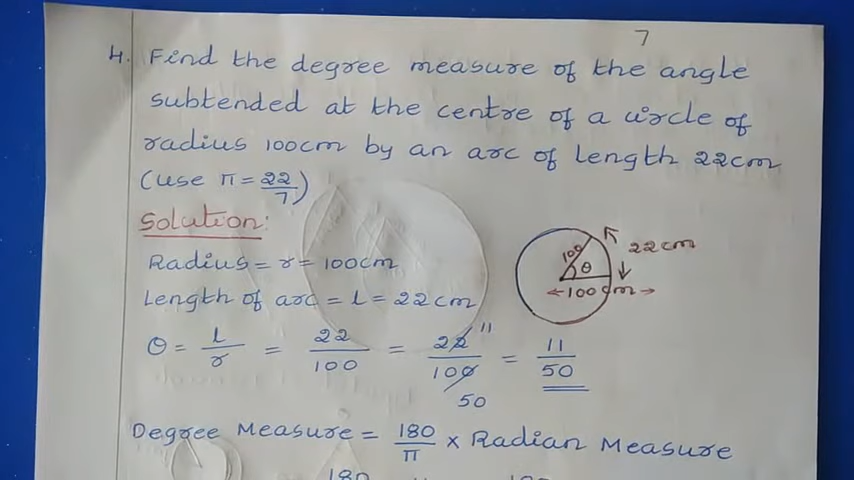 7
4. Find the degree measure of the angle
subtended at the centre of a circle of
radius 100cm by an arc of length 22cm
(use π = 22/7)
Solution:
Radius = r = 100cm
Length of arc = l = 22cm
100 θ 22cm
100cm
θ = l/r = 22/100 = 22 11/100 50 = 11/50
Degree Measure = 180/π × Radian Measure
180